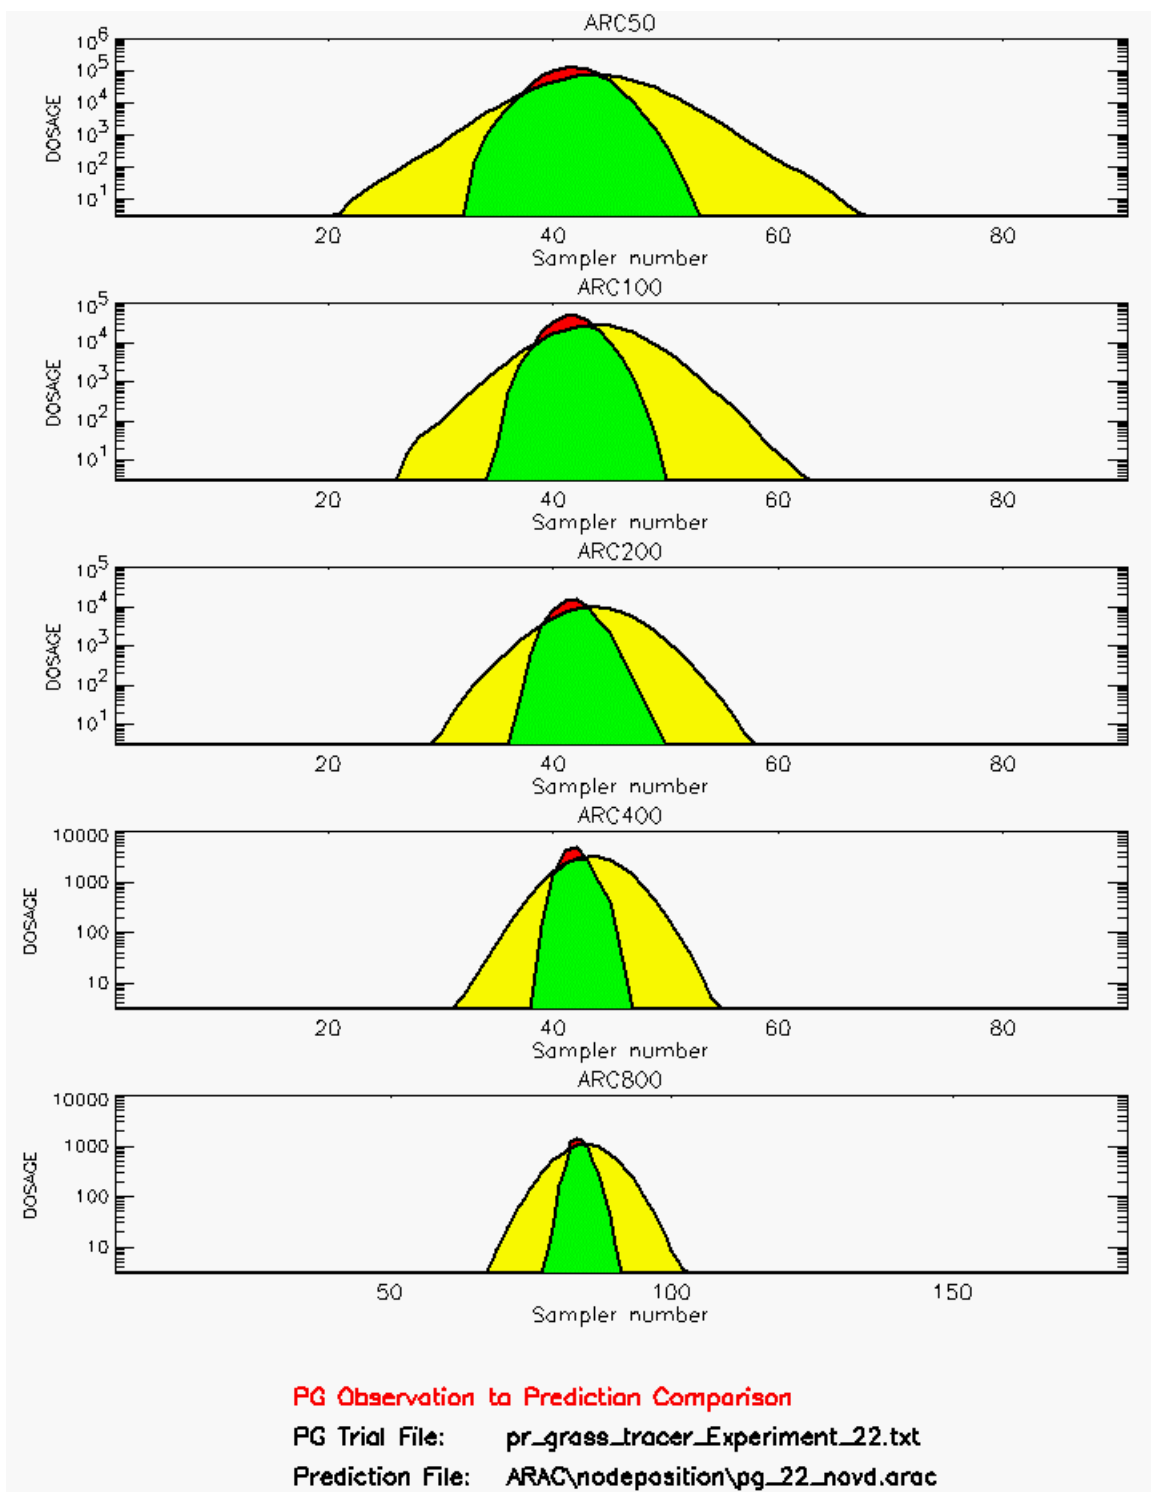 ARC50
10^6
10^5
10^4
10^3
10^2
10^1
DOSAGE
20 40 60 80
Sampler number
ARC100
10^5
10^4
10^3
10^2
10^1
DOSAGE
20 40 60 80
Sampler number
ARC200
10^5
10^4
10^3
10^2
10^1
DOSAGE
20 40 60 80
Sampler number
ARC400
10000
1000
100
10
DOSAGE
20 40 60 80
Sampler number
ARC800
10000
1000
100
10
DOSAGE
50 100 150
Sampler number
PG Observation to Prediction Comparison
PG Trial File: pr_grass_tracer_Experiment_22.txt
Prediction File: ARAC\nodeposition\pg_22_novd.arac